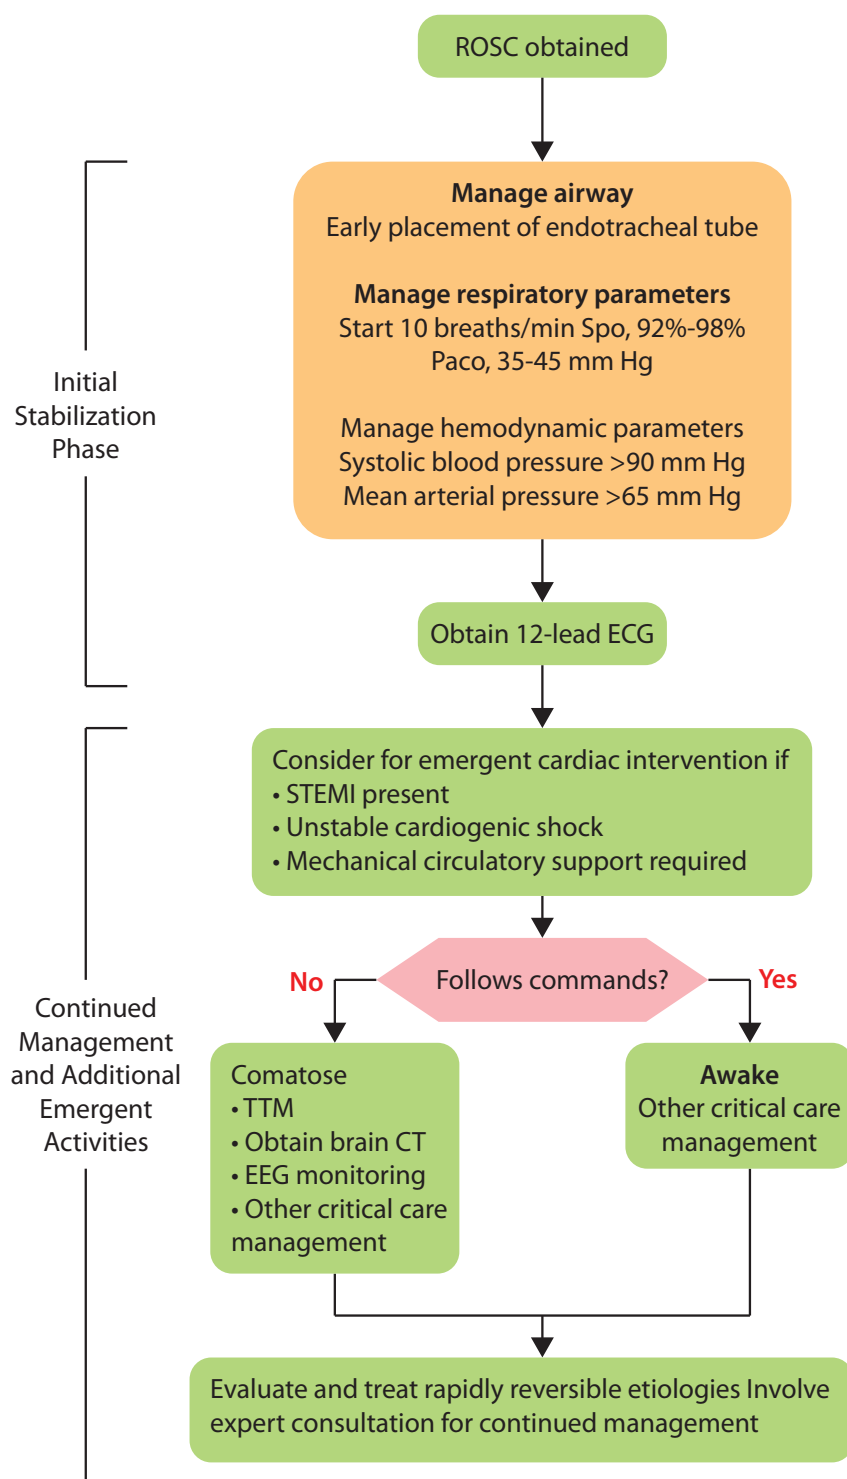 ROSC obtained
Manage airway
Early placement of endotracheal tube
Manage respiratory parameters
Start 10 breaths/min Spo, 92%-98%
Paco, 35-45 mm Hg
Manage hemodynamic parameters
Systolic blood pressure >90 mm Hg
Mean arterial pressure >65 mm Hg
Initial
Stabilization
Phase
Obtain 12-lead ECG
Consider for emergent cardiac intervention if
• STEMI present
• Unstable cardiogenic shock
• Mechanical circulatory support required
Follows commands?
No
Yes
Continued
Management
and Additional
Emergent
Activities
Comatose
• TTM
• Obtain brain CT
• EEG monitoring
• Other critical care
management
Awake
Other critical care
management
Evaluate and treat rapidly reversible etiologies Involve
expert consultation for continued management